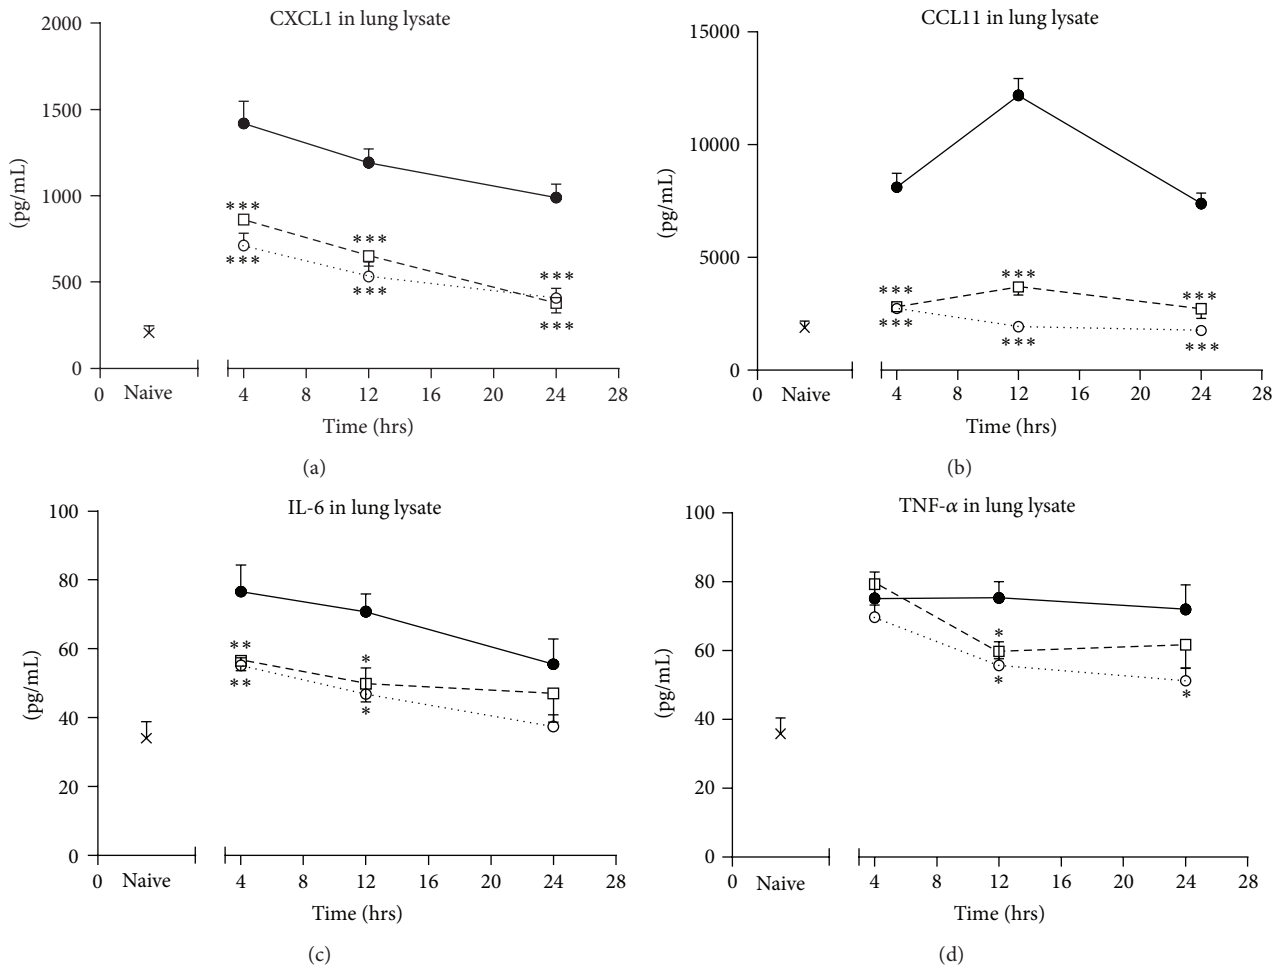 CXCL1 in lung lysate
2000
1500
1000
500
0
(pg/mL)
***
***
***
***
***
***
0 Naive 4 8 12 16 20 24 28
Time (hrs)
(a)
CCL11 in lung lysate
15000
10000
5000
0
(pg/mL)
***
***
***
***
***
***
0 Naive 4 8 12 16 20 24 28
Time (hrs)
(b)
IL-6 in lung lysate
100
80
60
40
20
0
(pg/mL)
**
**
*
*
0 Naive 4 8 12 16 20 24 28
Time (hrs)
(c)
TNF-α in lung lysate
100
80
60
40
20
0
(pg/mL)
*
*
*
0 Naive 4 8 12 16 20 24 28
Time (hrs)
(d)